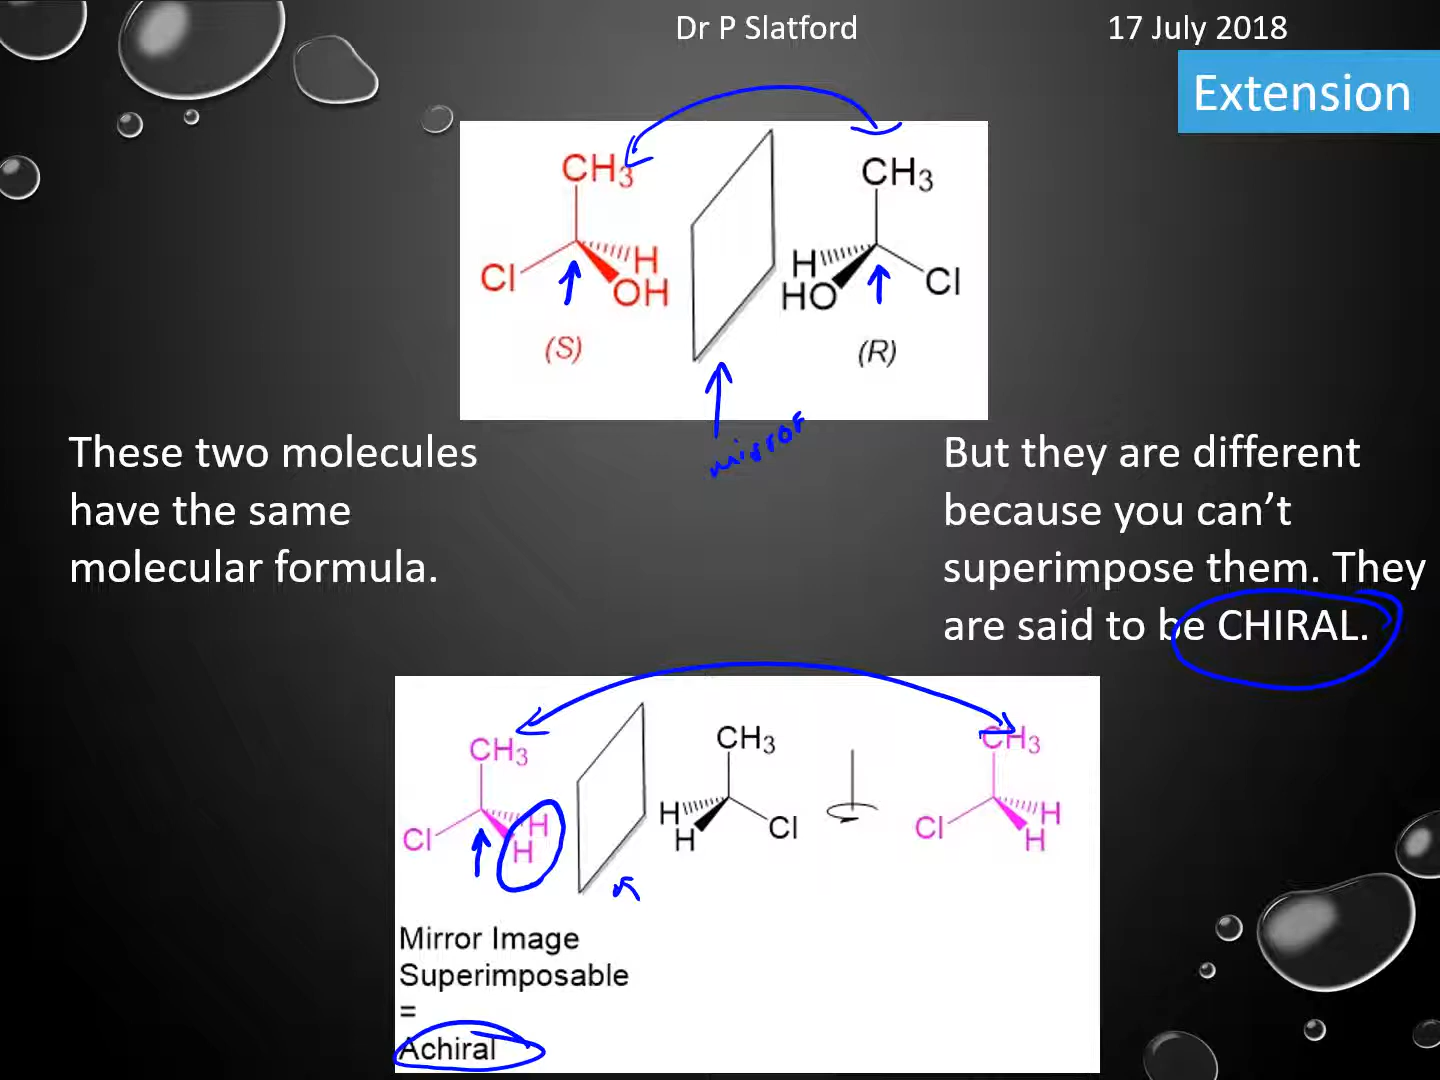 Dr P Slatford
17 July 2018
Extension
CH3
CH3
H
H
Cl
Cl
OH
HO
(S)
(R)
mirror
These two molecules
have the same
molecular formula.
But they are different
because you can’t
superimpose them. They
are said to be CHIRAL.
CH3
CH3
CH3
H
H
H
Cl
H
H
Cl
Cl
H
Mirror Image
Superimposable
=
Achiral